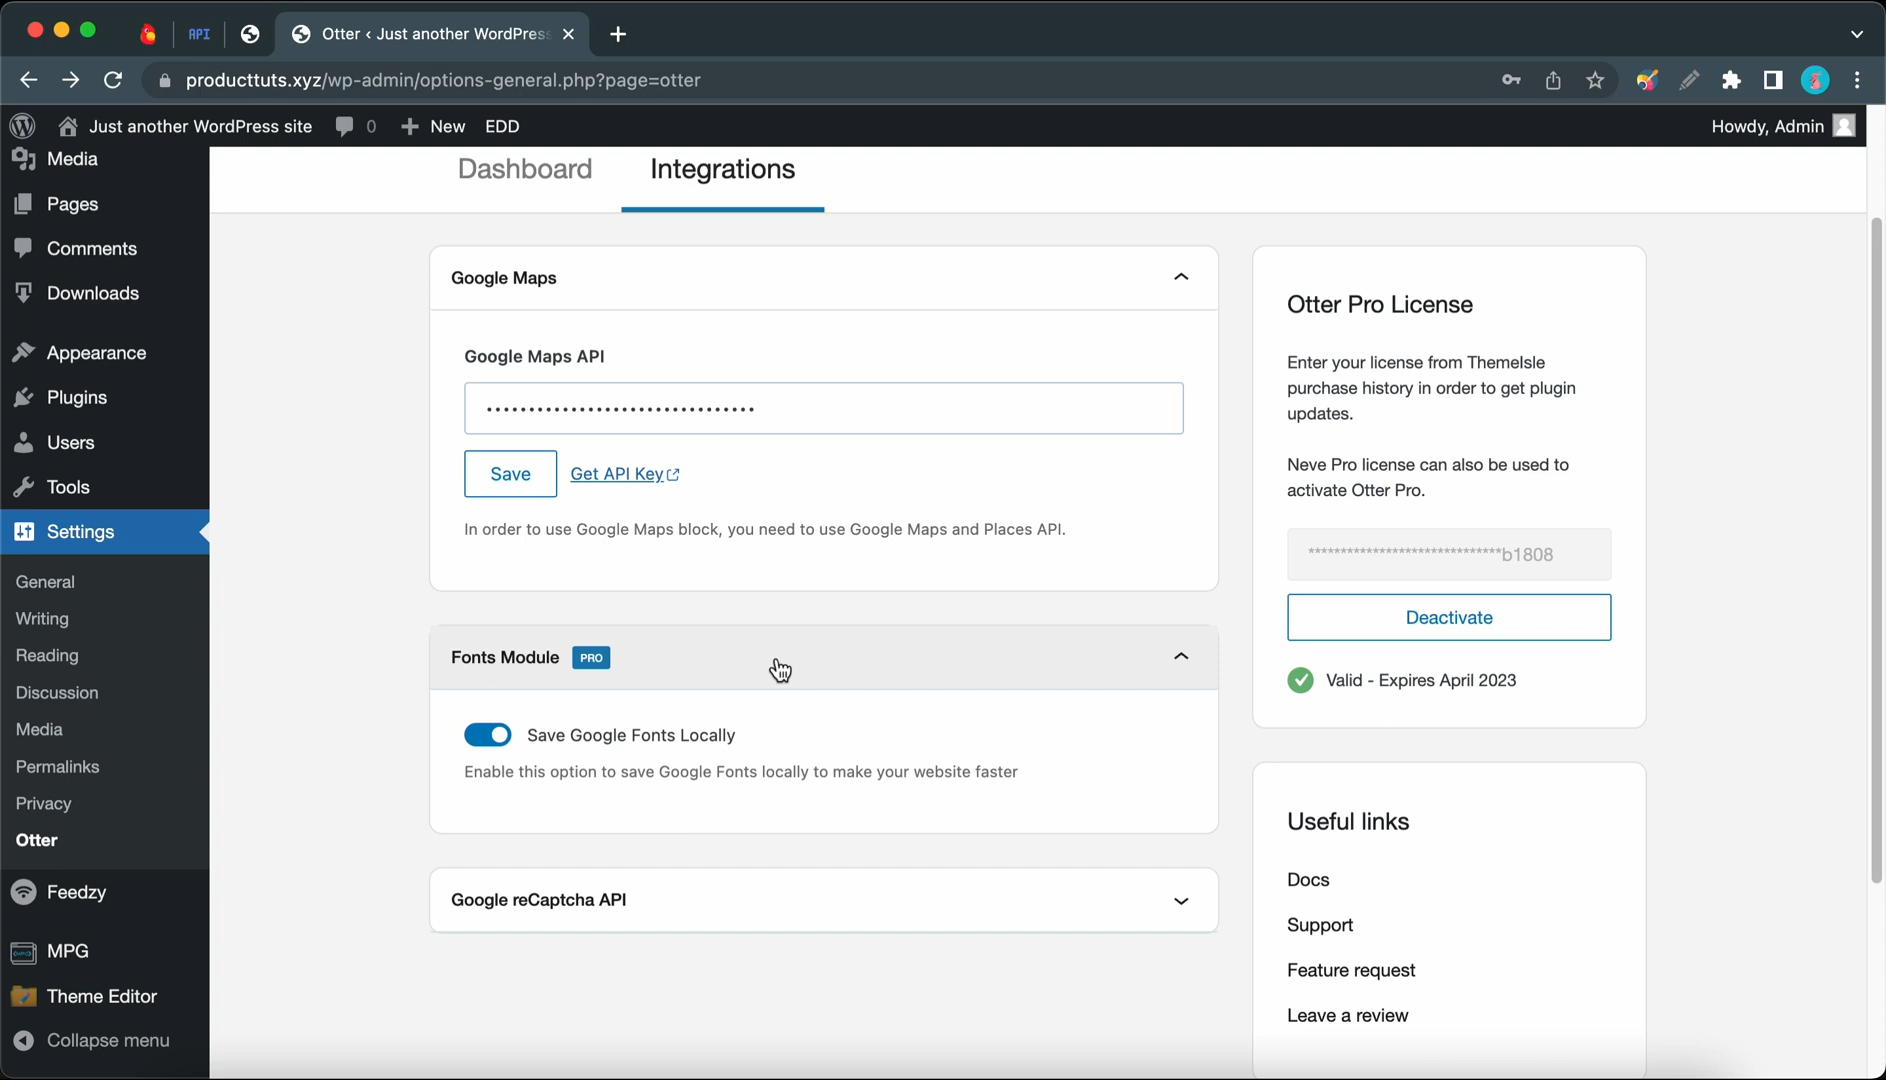 API
Otter ‹ Just another WordPres
producttuts.xyz/wp-admin/options-general.php?page=otter
Just another WordPress site
0
New
EDD
Howdy, Admin
Media
Pages
Comments
Downloads
Appearance
Plugins
Users
Tools
Settings
General
Writing
Reading
Discussion
Media
Permalinks
Privacy
Otter
Feedzy
MPG
Theme Editor
Collapse menu
Dashboard
Integrations
Google Maps
Google Maps API
••••••••••••••••••••••••••••••••
Save
Get API Key
In order to use Google Maps block, you need to use Google Maps and Places API.
Fonts Module
PRO
Save Google Fonts Locally
Enable this option to save Google Fonts locally to make your website faster
Google reCaptcha API
Otter Pro License
Enter your license from ThemeIsle
purchase history in order to get plugin
updates.
Neve Pro license can also be used to
activate Otter Pro.
******************************b1808
Deactivate
Valid - Expires April 2023
Useful links
Docs
Support
Feature request
Leave a review